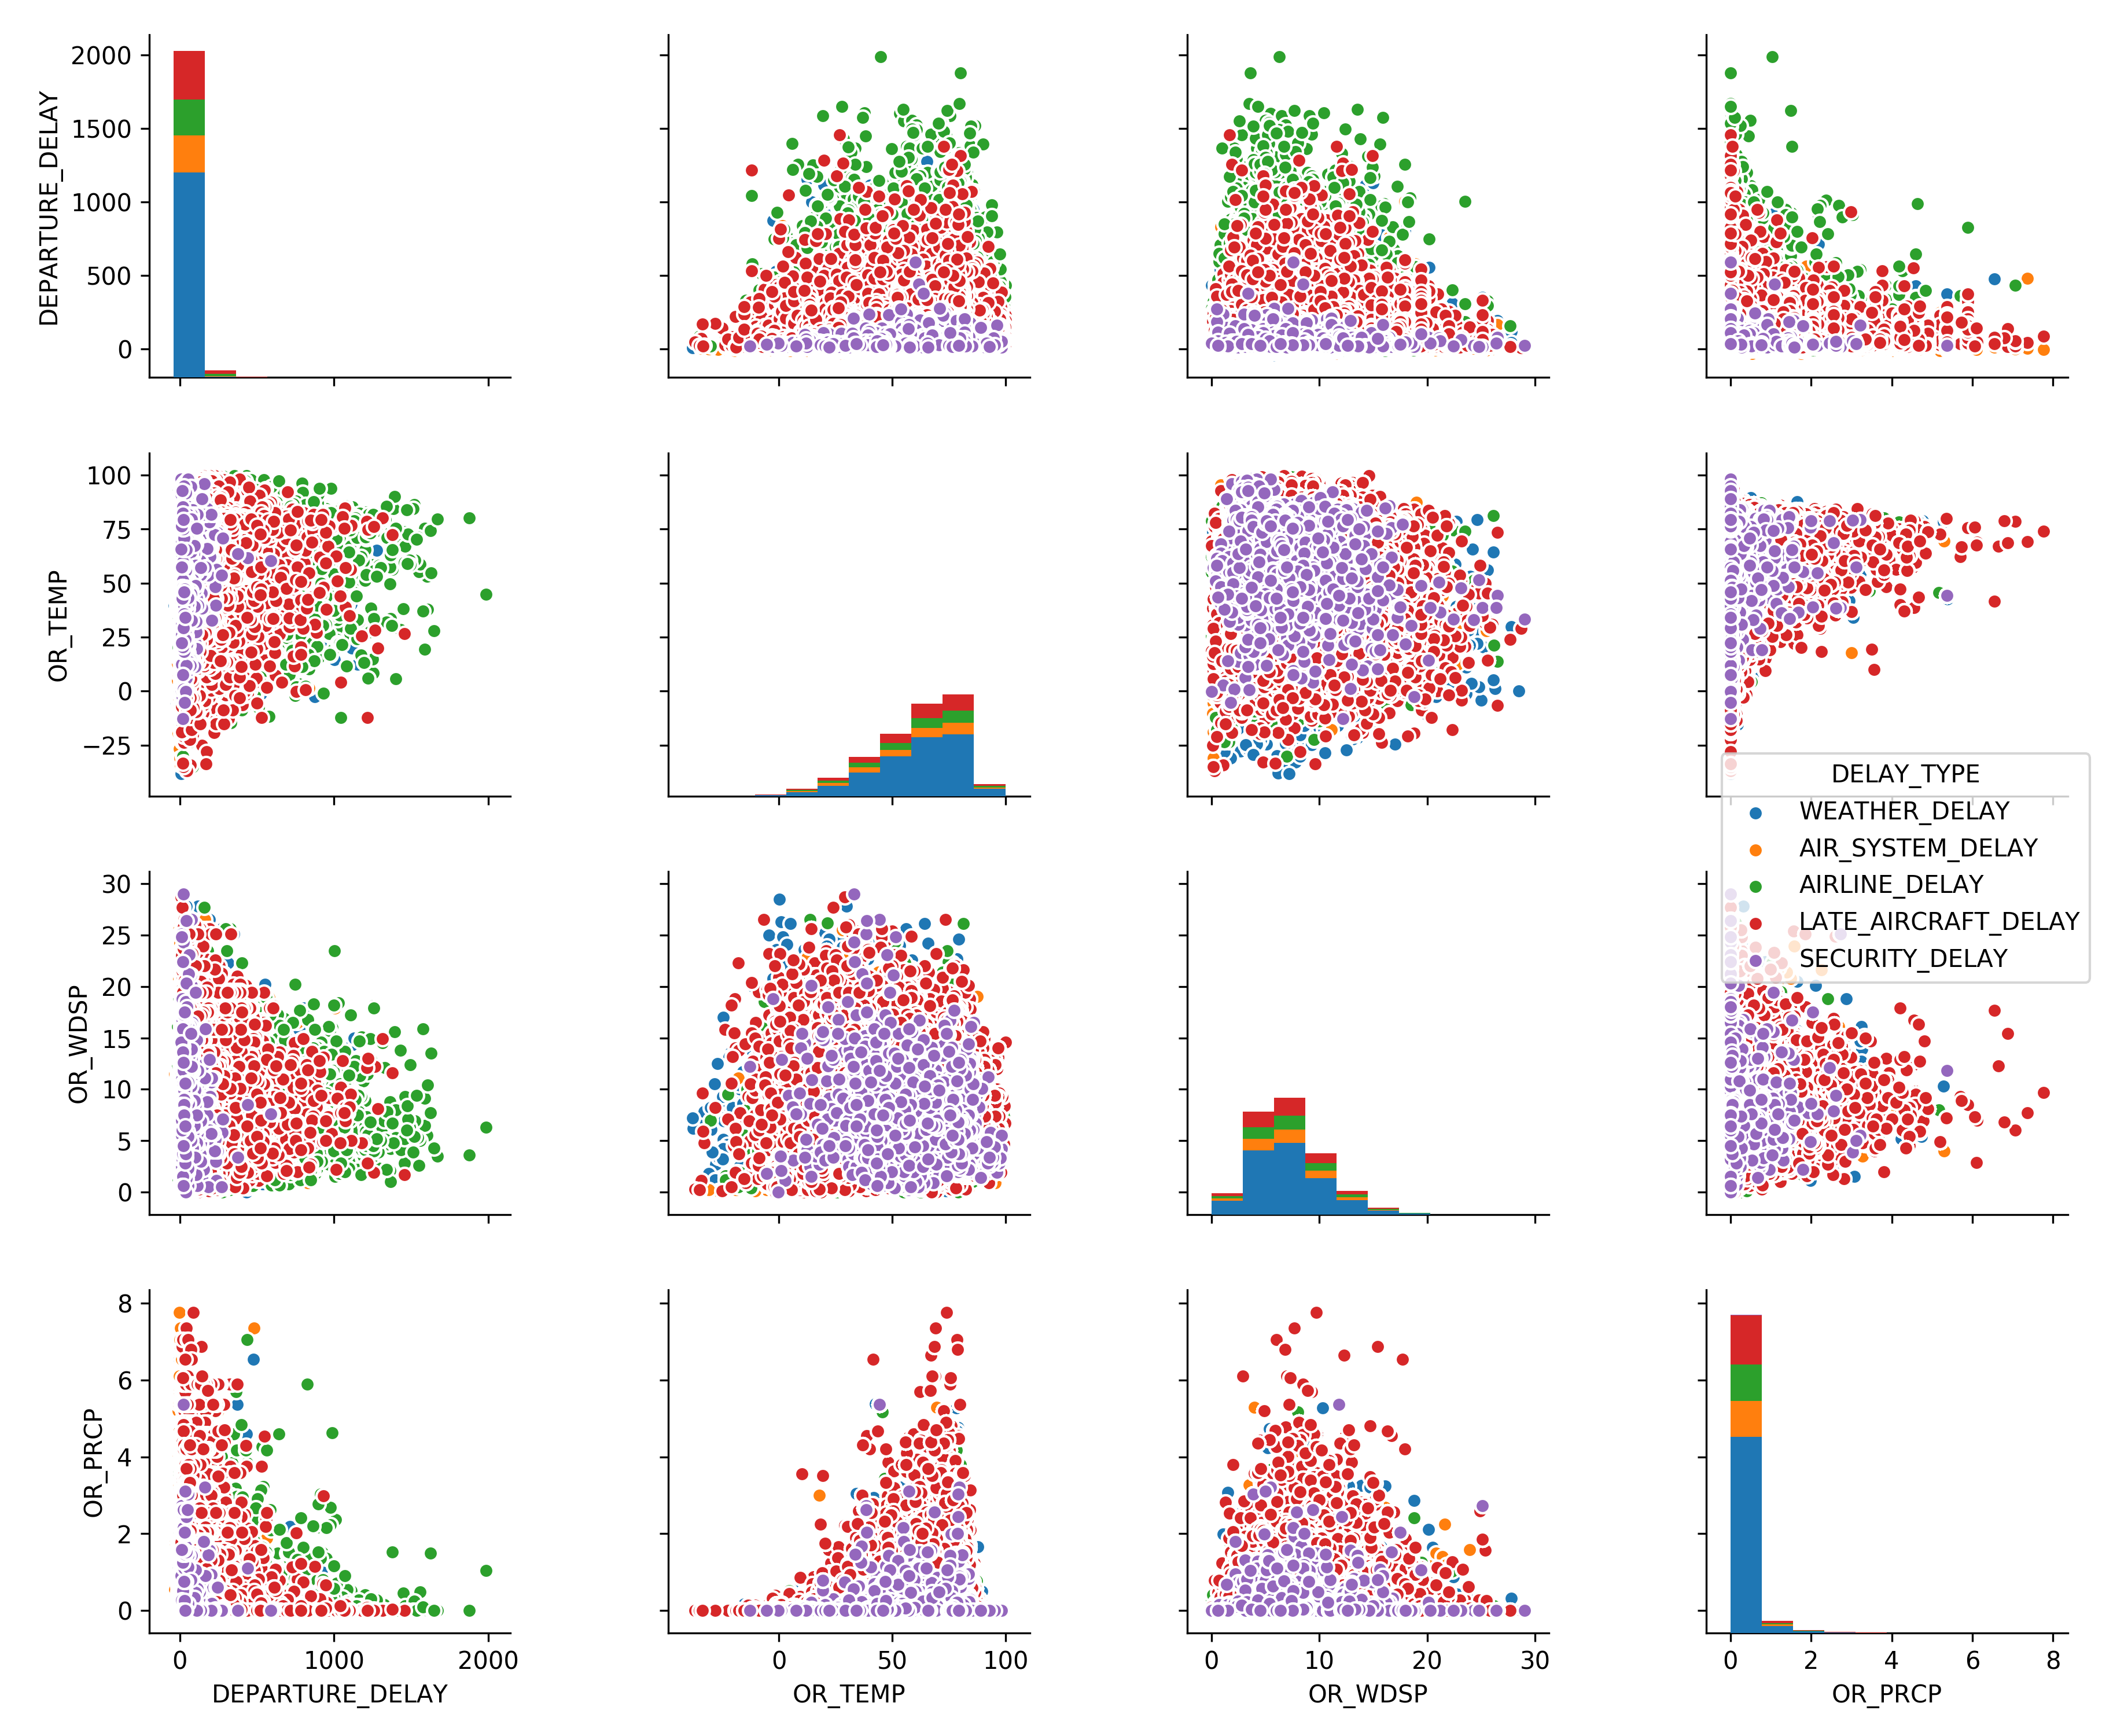 2000
1500
1000
500
0
DEPARTURE_DELAY
100
75
50
25
0
−25
OR_TEMP
DELAY_TYPE
WEATHER_DELAY
AIR_SYSTEM_DELAY
AIRLINE_DELAY
LATE_AIRCRAFT_DELAY
SECURITY_DELAY
30
25
20
15
10
5
0
OR_WDSP
8
6
4
2
0
OR_PRCP
0 1000 2000
0 50 100
0 10 20 30
0 2 4 6 8
DEPARTURE_DELAY
OR_TEMP
OR_WDSP
OR_PRCP